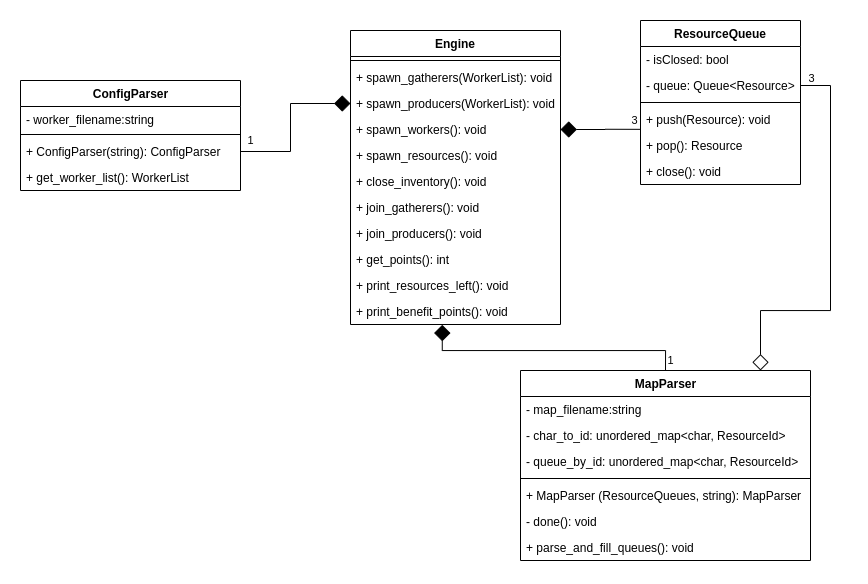 ConfigParser
- worker_filename:string
+ ConfigParser(string): ConfigParser
+ get_worker_list(): WorkerList
1
Engine
+ spawn_gatherers(WorkerList): void
+ spawn_producers(WorkerList): void
+ spawn_workers(): void
+ spawn_resources(): void
+ close_inventory(): void
+ join_gatherers(): void
+ join_producers(): void
+ get_points(): int
+ print_resources_left(): void
+ print_benefit_points(): void
3
ResourceQueue
- isClosed: bool
- queue: Queue<Resource>
+ push(Resource): void
+ pop(): Resource
+ close(): void
3
1
MapParser
- map_filename:string
- char_to_id: unordered_map<char, ResourceId>
- queue_by_id: unordered_map<char, ResourceId>
+ MapParser (ResourceQueues, string): MapParser
- done(): void
+ parse_and_fill_queues(): void